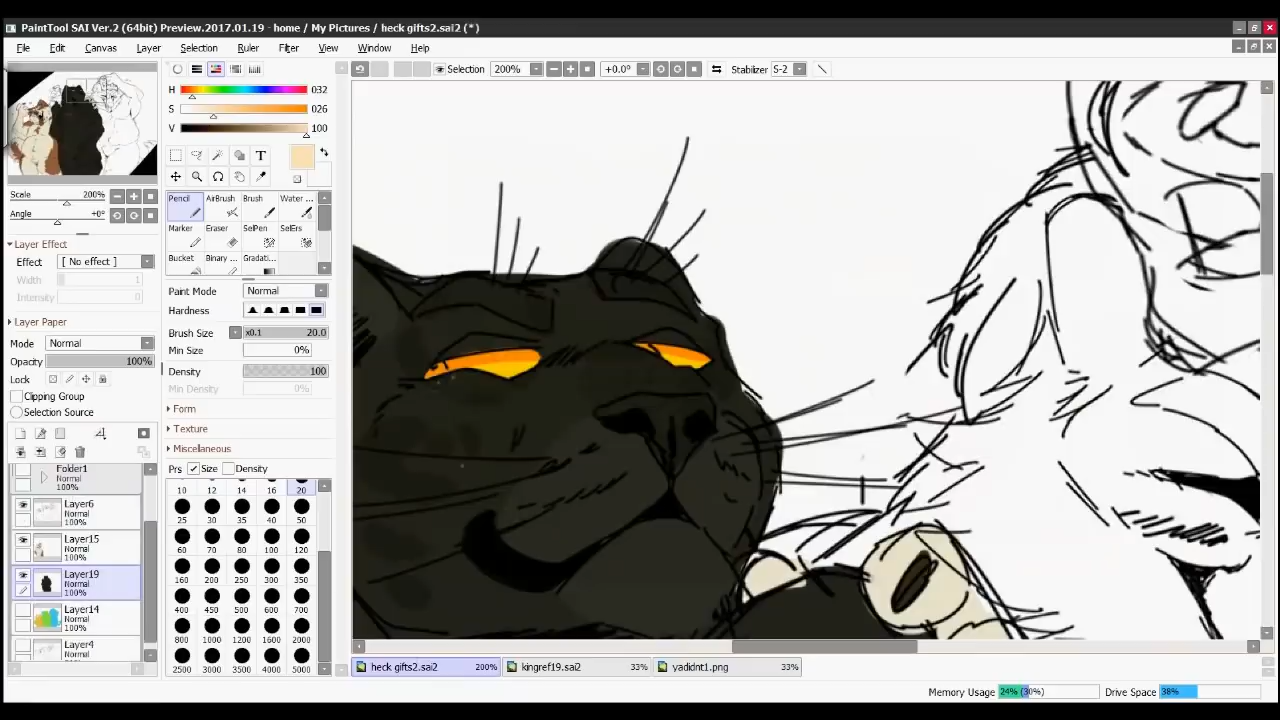 PaintTool SAI Ver.2 (64bit) Preview.2017.01.19 - home / My Pictures / heck gifts2.sai2 (*)
File Edit Canvas Layer Selection Ruler Filter View Window Help
Selection 200% +0.0° Stabilizer S-2
H 032
S 026
V 100
Scale 200%
Angle +0°
Layer Effect
Effect [ No effect ]
Width 1
Intensity 0
Layer Paper
Mode Normal
Opacity 100%
Lock
Clipping Group
Selection Source
Folder1
Normal
100%
Layer6
Normal
100%
Layer15
Normal
100%
Layer19
Normal
100%
Layer14
Normal
100%
Layer4
Normal
T
Pencil AirBrush Brush Water ...
Marker Eraser SelPen SelErs
Bucket Binary ... Gradati...
Paint Mode Normal
Hardness
Brush Size x0.1 20.0
Min Size 0%
Density 100
Min Density 0%
Form
Texture
Miscellaneous
Prs Size Density
10 12 14 16 20
25 30 35 40 50
60 70 80 100 120
160 200 250 300 350
400 450 500 600 700
800 1000 1200 1600 2000
2500 3000 3500 4000 5000
heck gifts2.sai2 200% kingref19.sai2 33% yadidnt1.png 33%
Memory Usage 24% (30%) Drive Space 38%